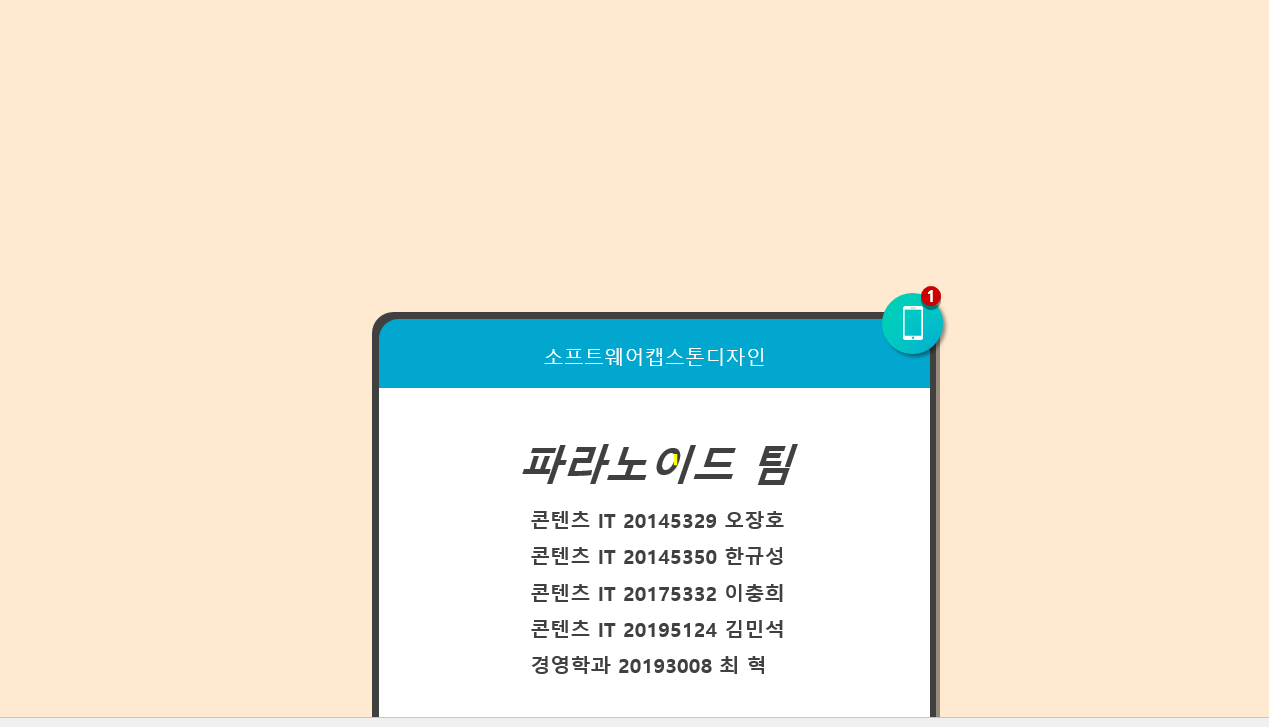 1
소프트웨어캡스톤디자인
파라노이드 팀
콘텐츠 IT 20145329 오장호
콘텐츠 IT 20145350 한규성
콘텐츠 IT 20175332 이충희
콘텐츠 IT 20195124 김민석
경영학과 20193008 최 혁